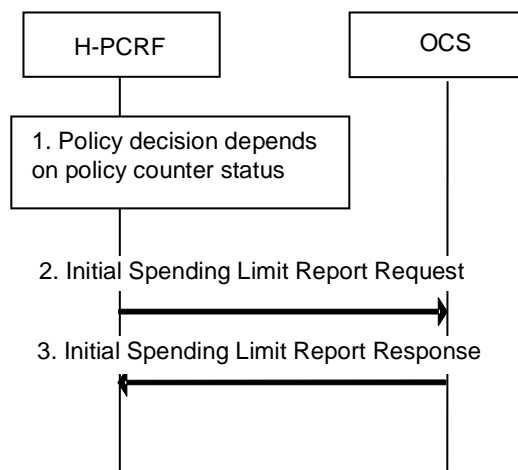 H-PCRF
OCS
1. Policy decision depends
on policy counter status
2. Initial Spending Limit Report Request
3. Initial Spending Limit Report Response